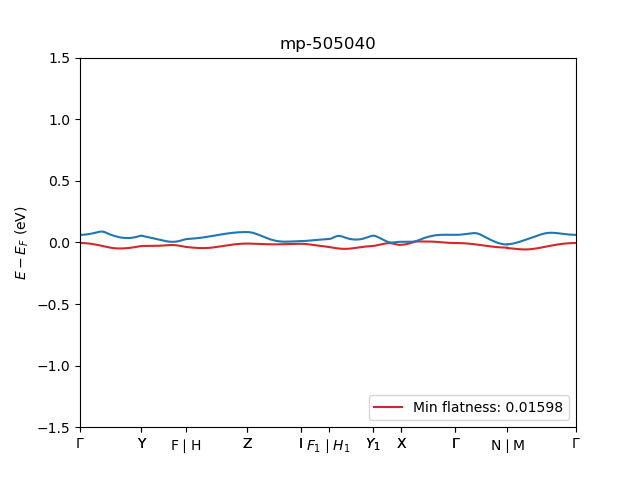 mp-505040
E − E_F (eV)
1.5
1.0
0.5
0.0
−0.5
−1.0
−1.5
Min flatness: 0.01598
Γ Y F | H Z I F₁ | H₁ Y₁ X Γ N | M Γ